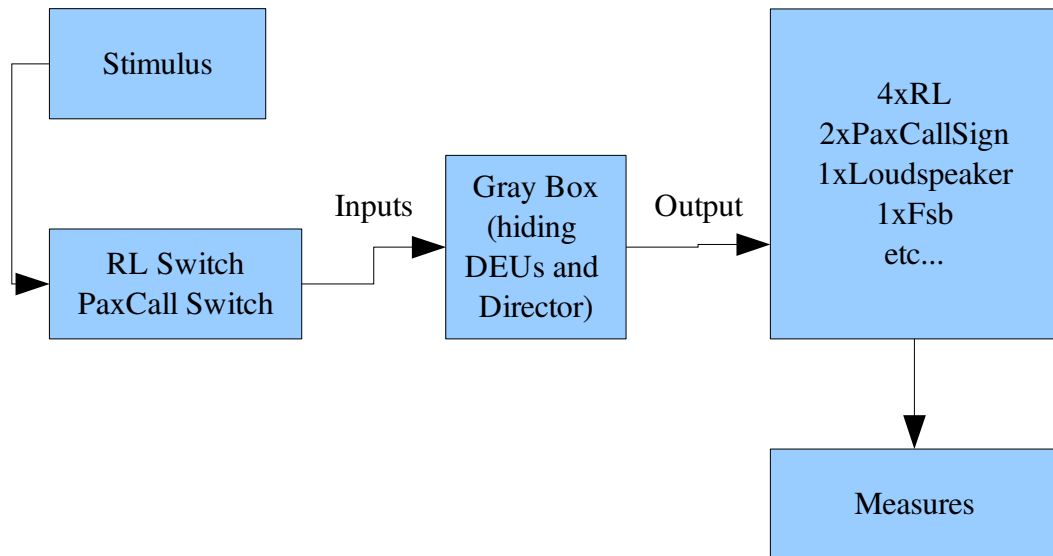 Stimulus
RL Switch
PaxCall Switch
Inputs
Gray Box
(hiding
DEUs and
Director)
Output
4xRL
2xPaxCallSign
1xLoudspeaker
1xFsb
etc...
Measures